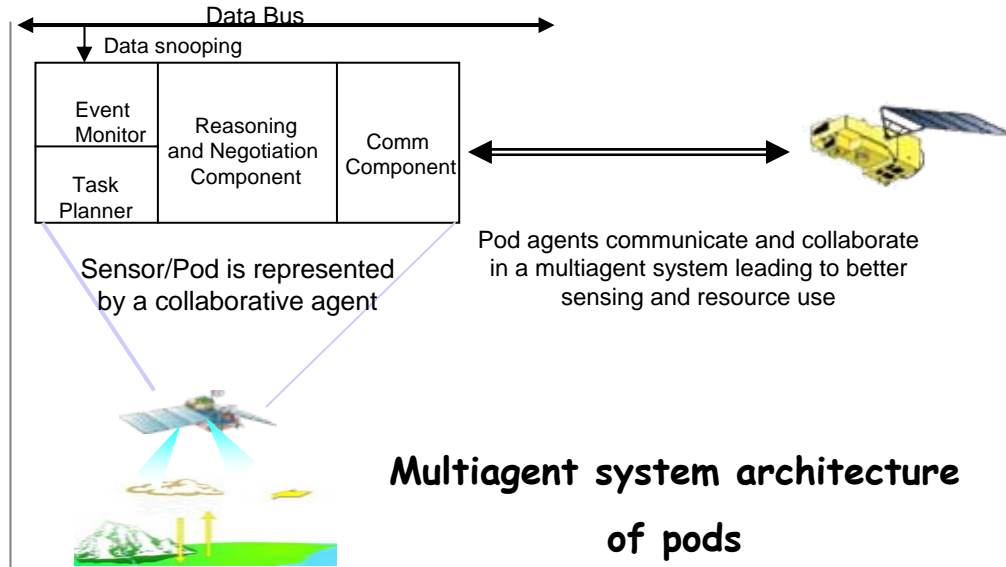 Data Bus
Data snooping
Event
Monitor
Task
Planner
Reasoning
and Negotiation
Component
Comm
Component
Sensor/Pod is represented
by a collaborative agent
Pod agents communicate and collaborate
in a multiagent system leading to better
sensing and resource use
Multiagent system architecture
of pods